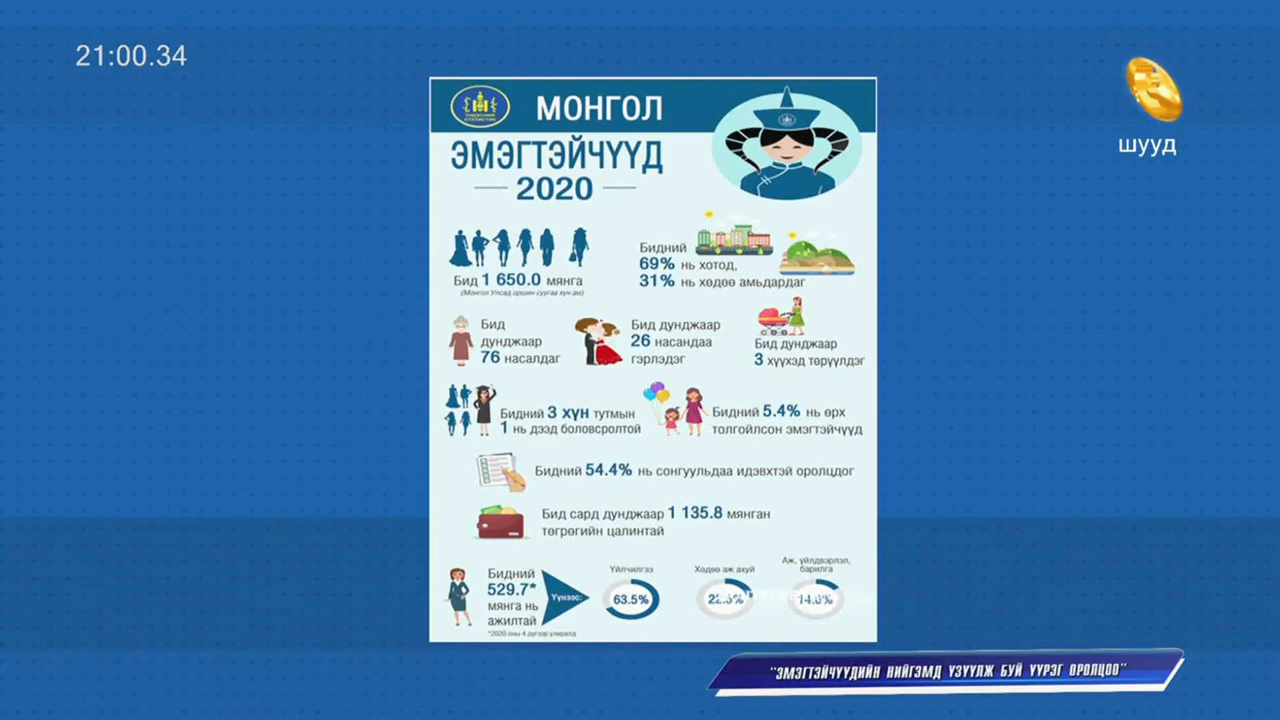 21:00.34
шууд
МОНГОЛ
ЭМЭГТЭЙЧҮҮД
2020
Бид 1 650.0 мянга
(Монгол Улсад оршин суугаа хүн ам)
Бидний
69% нь хотод,
31% нь хөдөө амьдардаг
Бид
дунджаар
76 насалдаг
Бид дунджаар
26 насандаа
гэрлэдэг
Бид дунджаар
3 хүүхэд төрүүлдэг
Бидний 3 хүн тутмын
1 нь дээд боловсролтой
Бидний 5.4% нь өрх
толгойлсон эмэгтэйчүүд
Бидний 54.4% нь сонгуульдаа идэвхтэй оролцдог
Бид сард дунджаар 1 135.8 мянган
төгрөгийн цалинтай
Бидний
529.7*
мянга нь
ажилтай
*2020 оны 4 дүгээр улирал
Үүнээс:
Үйлчилгээ
63.5%
Хөдөө аж ахуй
Аж, үйлдвэрлэл,
барилга
"ЭМЭГТЭЙЧҮҮДИЙН НИЙГЭМД ҮЗҮҮЛЖ БУЙ ҮҮРЭГ ОРОЛЦОО"